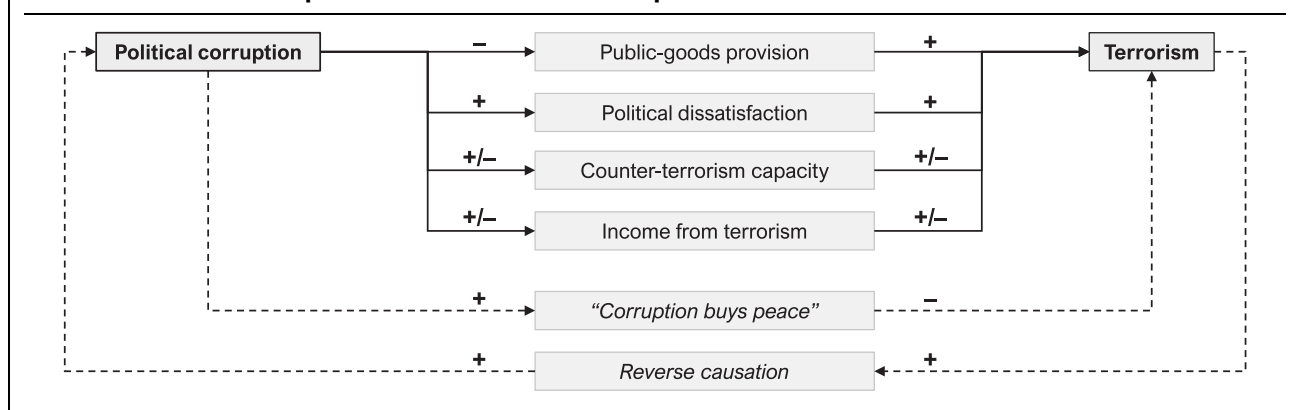 Political corruption – Public-goods provision + Terrorism
+ Political dissatisfaction +
+/– Counter-terrorism capacity +/–
+/– Income from terrorism +/–
+ “Corruption buys peace” –
+ Reverse causation +